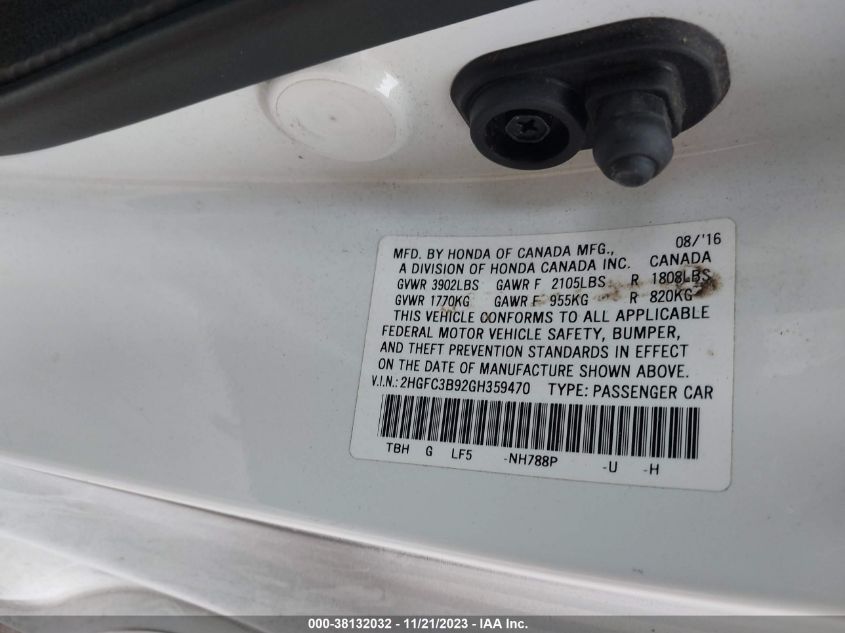 08/'16
MFD. BY HONDA OF CANADA MFG.,
A DIVISION OF HONDA CANADA INC. CANADA
GVWR 3902LBS GAWR F 2105LBS R 1808LBS
GVWR 1770KG GAWR F 955KG R 820KG
THIS VEHICLE CONFORMS TO ALL APPLICABLE
FEDERAL MOTOR VEHICLE SAFETY, BUMPER,
AND THEFT PREVENTION STANDARDS IN EFFECT
ON THE DATE OF MANUFACTURE SHOWN ABOVE.
V.I.N.: 2HGFC3B92GH359470 TYPE: PASSENGER CAR
TBH G LF5 -NH788P -U -H
000-38132032 - 11/21/2023 - IAA Inc.